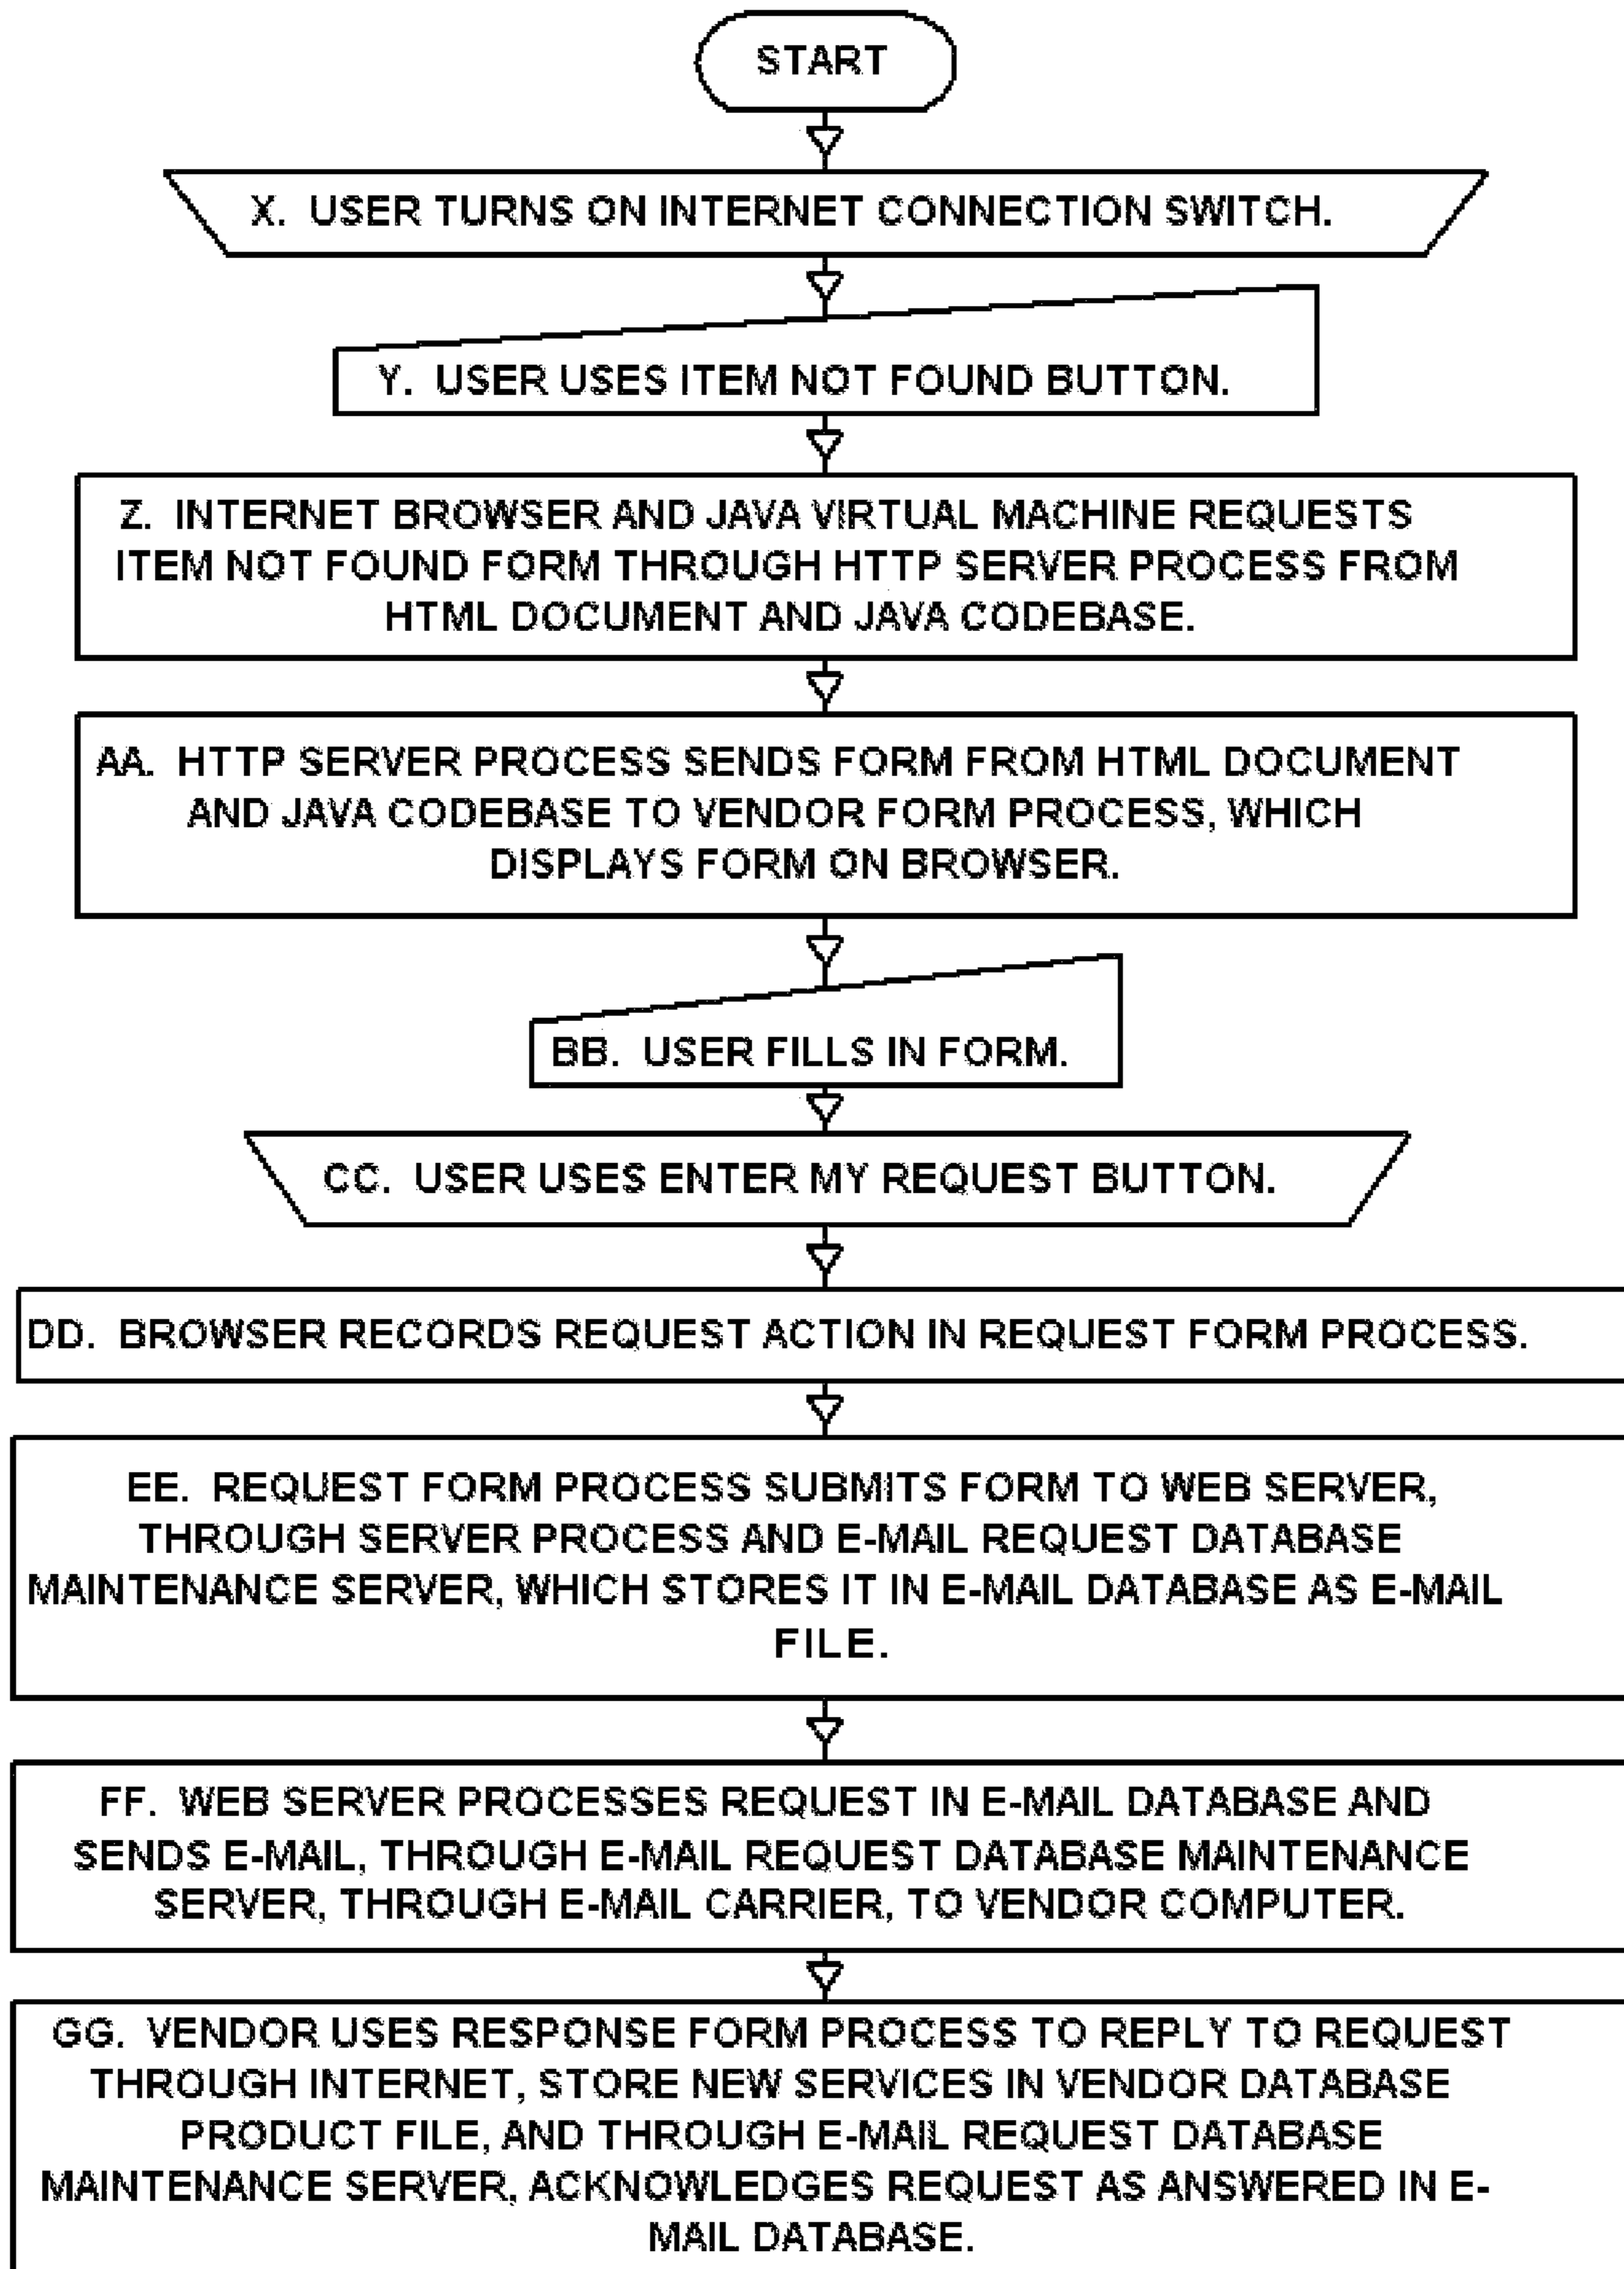 START
X. USER TURNS ON INTERNET CONNECTION SWITCH.
Y. USER USES ITEM NOT FOUND BUTTON.
Z. INTERNET BROWSER AND JAVA VIRTUAL MACHINE REQUESTS
ITEM NOT FOUND FORM THROUGH HTTP SERVER PROCESS FROM
HTML DOCUMENT AND JAVA CODEBASE.
AA. HTTP SERVER PROCESS SENDS FORM FROM HTML DOCUMENT
AND JAVA CODEBASE TO VENDOR FORM PROCESS, WHICH
DISPLAYS FORM ON BROWSER.
BB. USER FILLS IN FORM.
CC. USER USES ENTER MY REQUEST BUTTON.
DD. BROWSER RECORDS REQUEST ACTION IN REQUEST FORM PROCESS.
EE. REQUEST FORM PROCESS SUBMITS FORM TO WEB SERVER,
THROUGH SERVER PROCESS AND E-MAIL REQUEST DATABASE
MAINTENANCE SERVER, WHICH STORES IT IN E-MAIL DATABASE AS E-MAIL
FILE.
FF. WEB SERVER PROCESSES REQUEST IN E-MAIL DATABASE AND
SENDS E-MAIL, THROUGH E-MAIL REQUEST DATABASE MAINTENANCE
SERVER, THROUGH E-MAIL CARRIER, TO VENDOR COMPUTER.
GG. VENDOR USES RESPONSE FORM PROCESS TO REPLY TO REQUEST
THROUGH INTERNET, STORE NEW SERVICES IN VENDOR DATABASE
PRODUCT FILE, AND THROUGH E-MAIL REQUEST DATABASE
MAINTENANCE SERVER, ACKNOWLEDGES REQUEST AS ANSWERED IN E-
MAIL DATABASE.